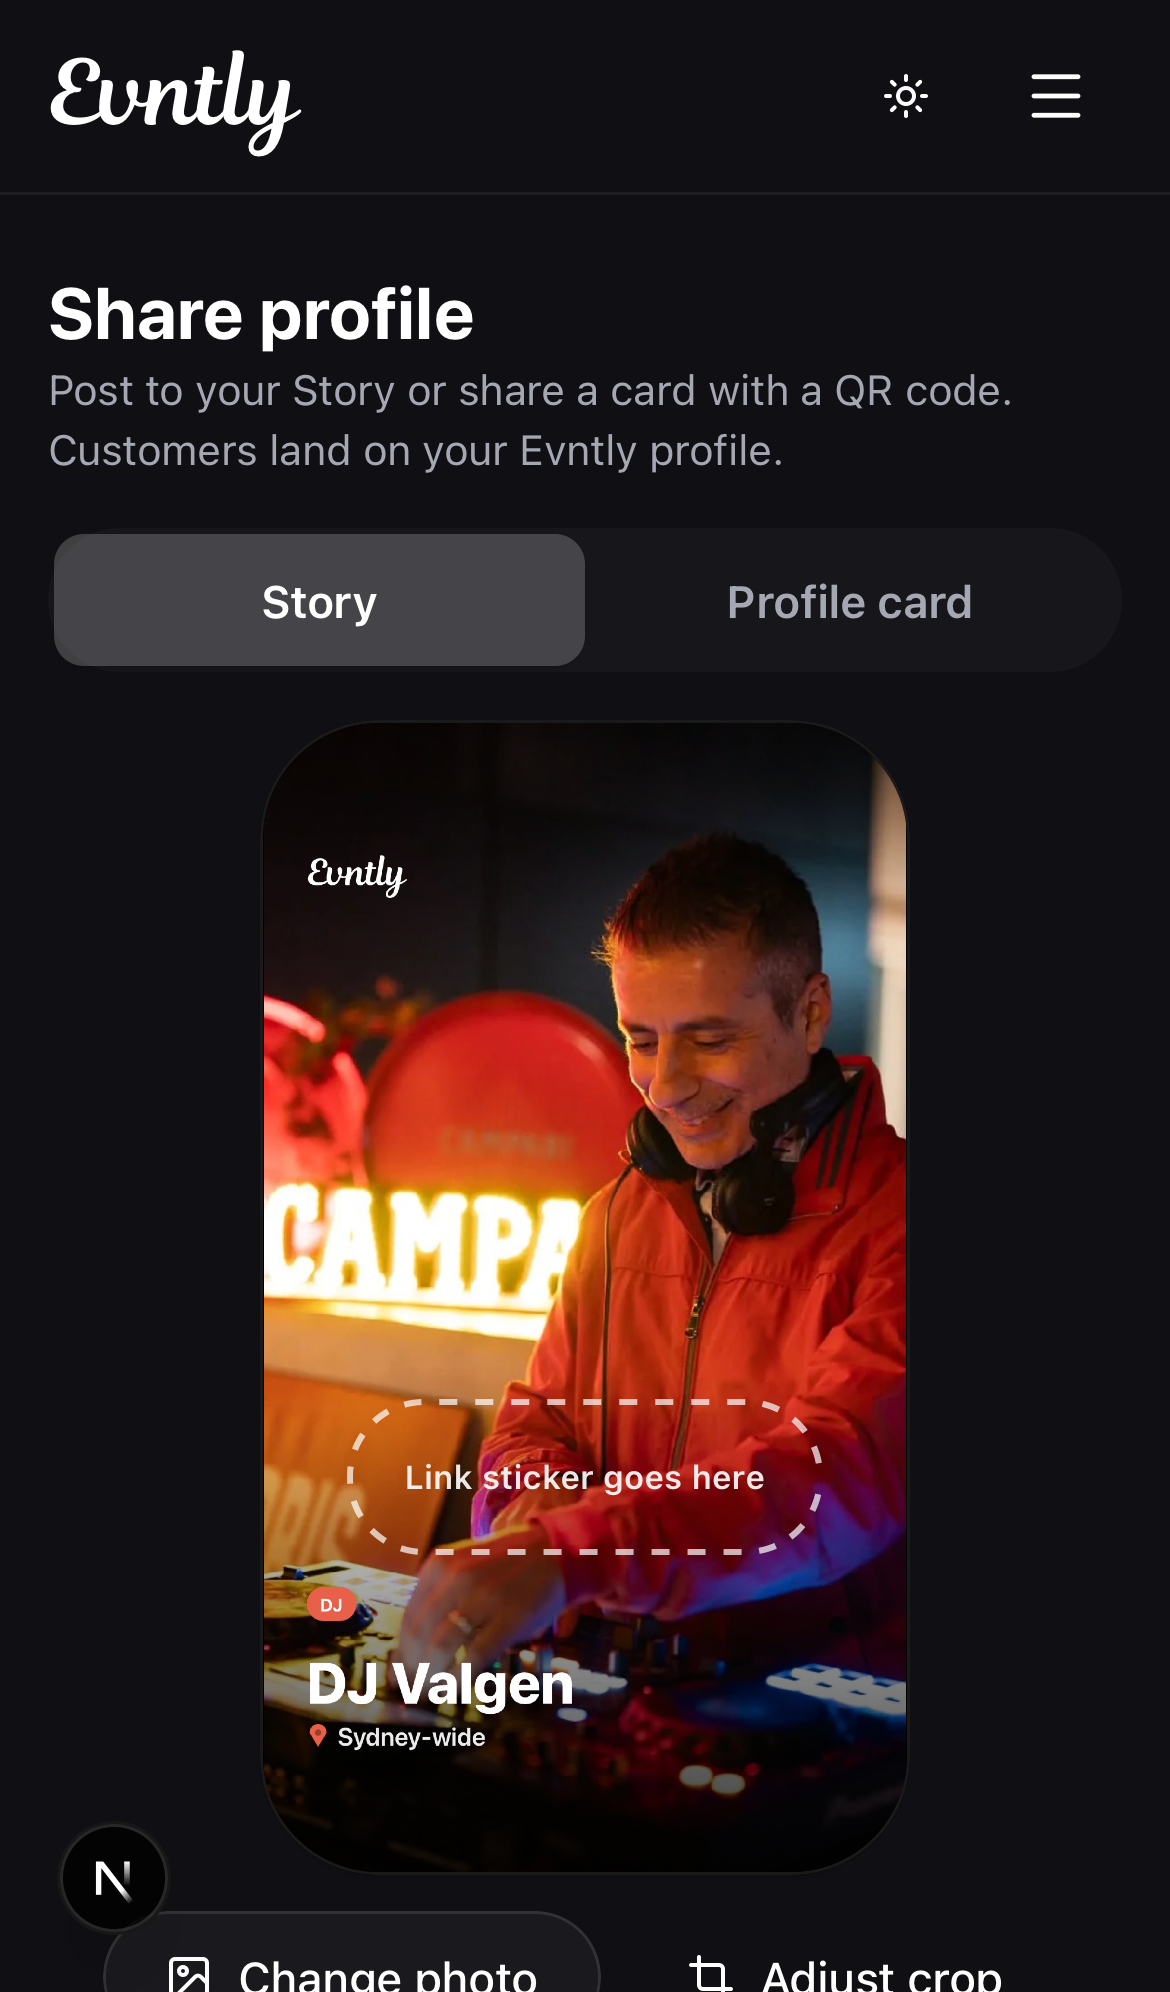 Evntly
Share profile
Post to your Story or share a card with a QR code.
Customers land on your Evntly profile.
Story
Profile card
Evntly
CAMPARI
CAMPA
Link sticker goes here
DJ
DJ Valgen
Sydney-wide
N
Change photo
Adjust crop